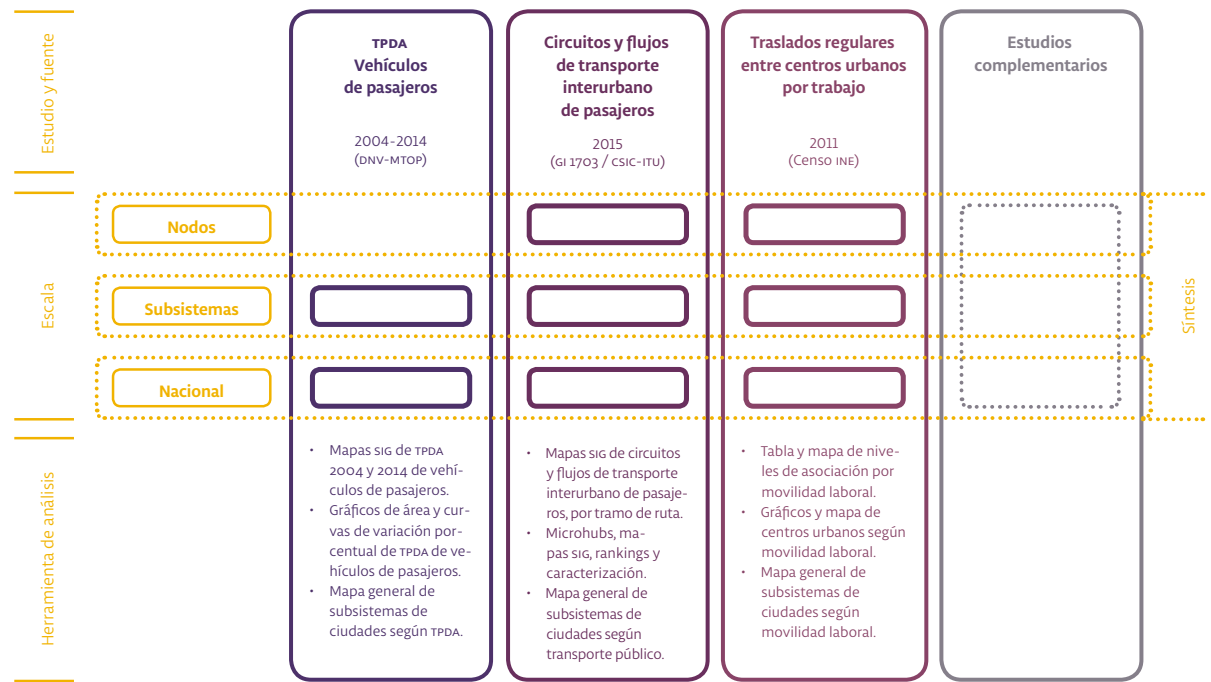 Estudio y fuente
TPDA
Vehículos
de pasajeros
2004-2014
(DNV-MTOP)
Circuitos y flujos
de transporte
interurbano
de pasajeros
2015
(GI 1703 / CSIC-ITU)
Traslados regulares
entre centros urbanos
por trabajo
2011
(Censo INE)
Estudios
complementarios
Escala
Nodos
Subsistemas
Nacional
Síntesis
Herramienta de análisis
• Mapas SIG de TPDA
2004 y 2014 de vehí-
culos de pasajeros.
• Gráficos de área y cur-
vas de variación por-
centual de TPDA de ve-
hículos de pasajeros.
• Mapa general de
subsistemas de
ciudades según TPDA.
• Mapas SIG de circuitos
y flujos de transporte
interurbano de pasaje-
ros, por tramo de ruta.
• Microhubs, ma-
pas SIG, rankings y
caracterización.
• Mapa general de
subsistemas de
ciudades según
transporte público.
• Tabla y mapa de nive-
les de asociación por
movilidad laboral.
• Gráficos y mapa de
centros urbanos según
movilidad laboral.
• Mapa general de
subsistemas de
ciudades según
movilidad laboral.